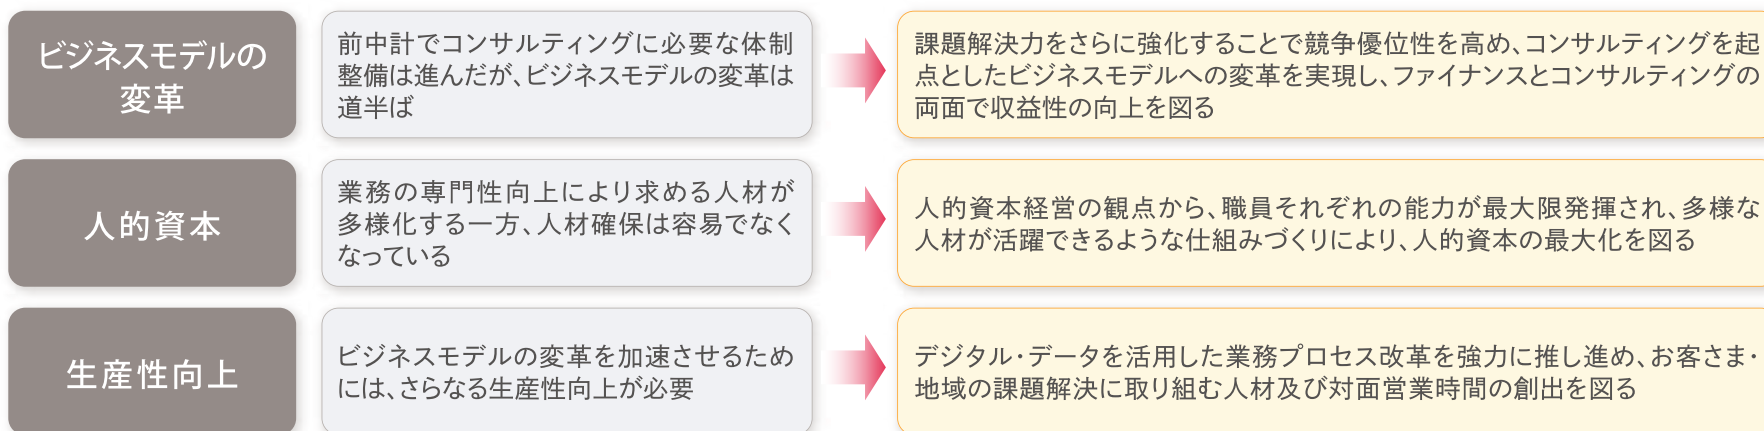 ビジネスモデルの
変革
前中計でコンサルティングに必要な体制
整備は進んだが、ビジネスモデルの変革は
道半ば
課題解決力をさらに強化することで競争優位性を高め、コンサルティングを起
点としたビジネスモデルへの変革を実現し、ファイナンスとコンサルティングの
両面で収益性の向上を図る
人的資本
業務の専門性向上により求める人材が
多様化する一方、人材確保は容易でなく
なっている
人的資本経営の観点から、職員それぞれの能力が最大限発揮され、多様な
人材が活躍できるような仕組みづくりにより、人的資本の最大化を図る
生産性向上
ビジネスモデルの変革を加速させるため
には、さらなる生産性向上が必要
デジタル・データを活用した業務プロセス改革を強力に推し進め、お客さま・
地域の課題解決に取り組む人材及び対面営業時間の創出を図る